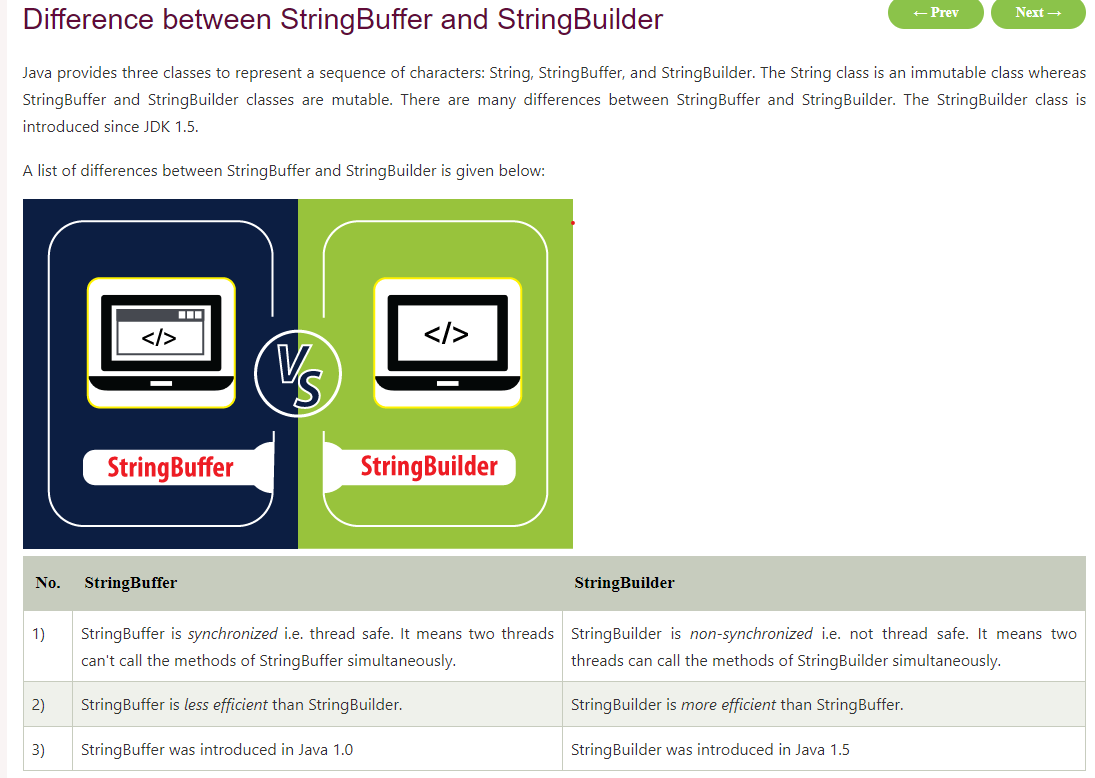 Difference between StringBuffer and StringBuilder
← Prev
Next →
Java provides three classes to represent a sequence of characters: String, StringBuffer, and StringBuilder. The String class is an immutable class whereas
StringBuffer and StringBuilder classes are mutable. There are many differences between StringBuffer and StringBuilder. The StringBuilder class is
introduced since JDK 1.5.
A list of differences between StringBuffer and StringBuilder is given below:
</>
</>
VS
StringBuffer
StringBuilder
No. StringBuffer StringBuilder
1) StringBuffer is synchronized i.e. thread safe. It means two threads
can't call the methods of StringBuffer simultaneously.
StringBuilder is non-synchronized i.e. not thread safe. It means two
threads can call the methods of StringBuilder simultaneously.
2) StringBuffer is less efficient than StringBuilder.
StringBuilder is more efficient than StringBuffer.
3) StringBuffer was introduced in Java 1.0
StringBuilder was introduced in Java 1.5